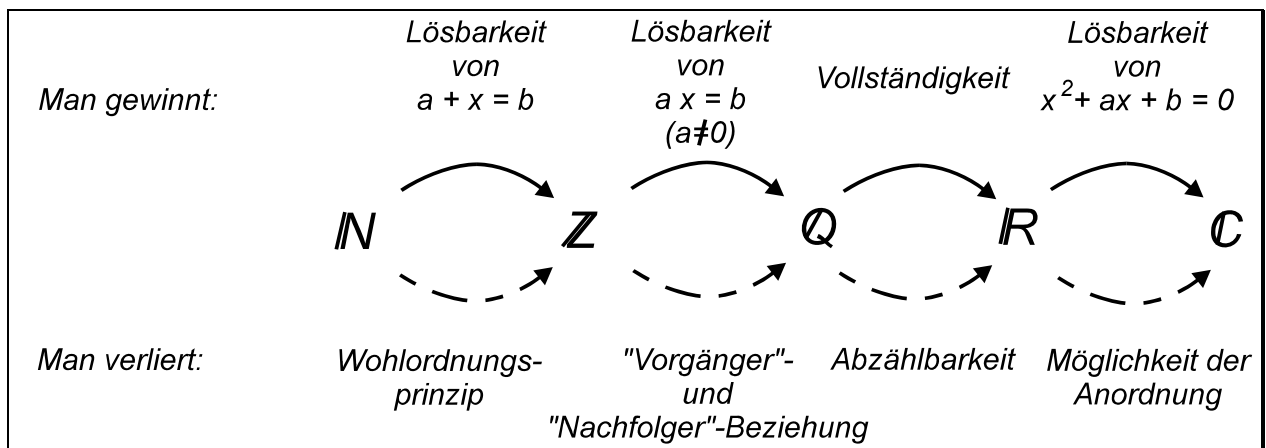 Man gewinnt:
Lösbarkeit
von
a + x = b
Lösbarkeit
von
a x = b
(a≠0)
Vollständigkeit
Lösbarkeit
von
x² + ax + b = 0
ℕ ℤ ℚ ℝ ℂ
Man verliert:
Wohlordnungs-
prinzip
"Vorgänger"-
und
"Nachfolger"-Beziehung
Abzählbarkeit
Möglichkeit der
Anordnung